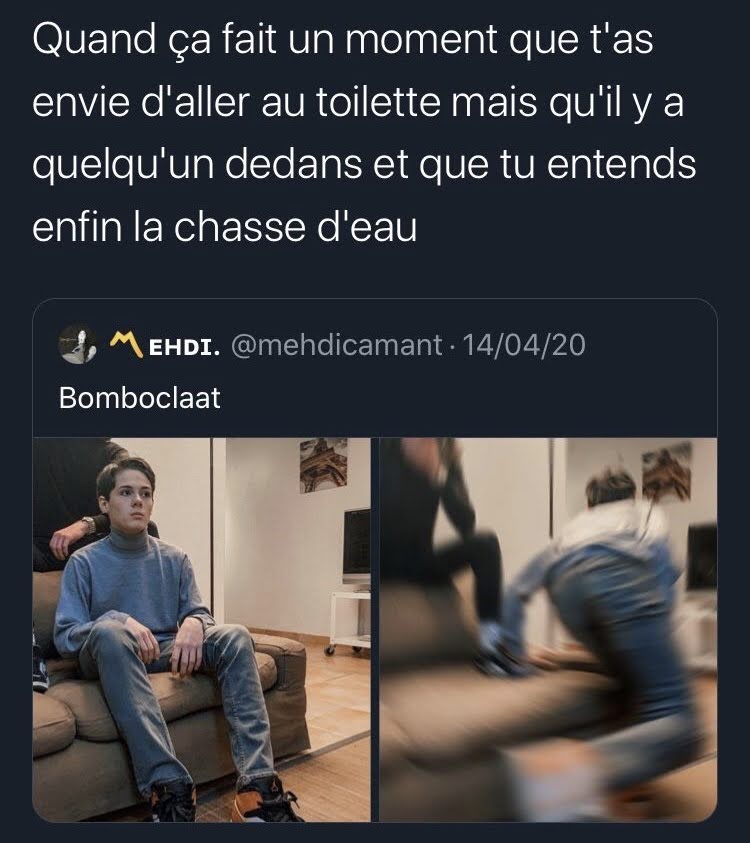 Quand ça fait un moment que t'as
envie d'aller au toilette mais qu'il y a
quelqu'un dedans et que tu entends
enfin la chasse d'eau
〽️EHDI. @mehdicamant · 14/04/20
Bomboclaat